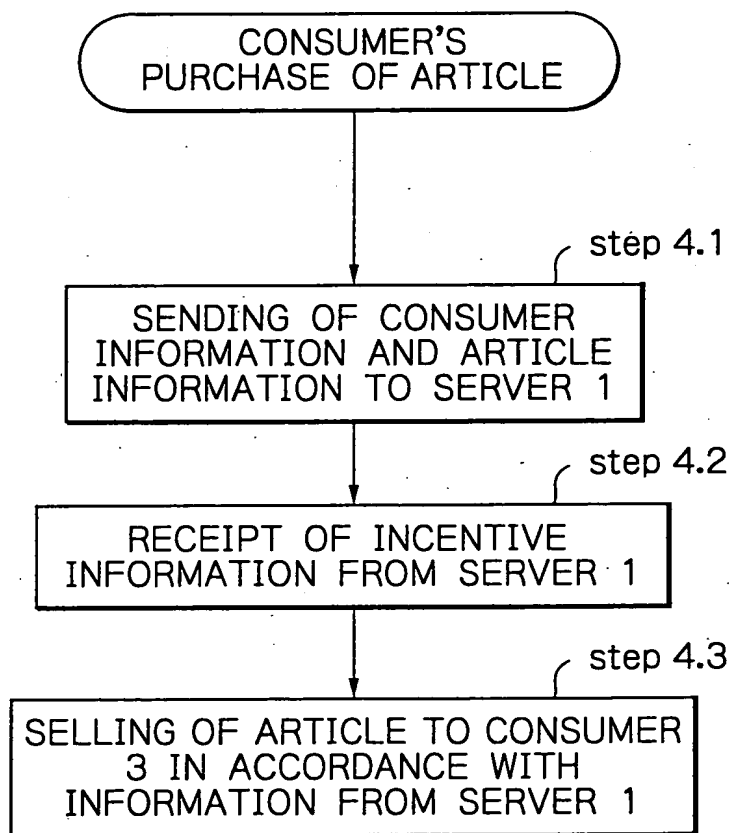 CONSUMER'S
PURCHASE OF ARTICLE
step 4.1
SENDING OF CONSUMER
INFORMATION AND ARTICLE
INFORMATION TO SERVER 1
step 4.2
RECEIPT OF INCENTIVE
INFORMATION FROM SERVER 1
step 4.3
SELLING OF ARTICLE TO CONSUMER
3 IN ACCORDANCE WITH
INFORMATION FROM SERVER 1